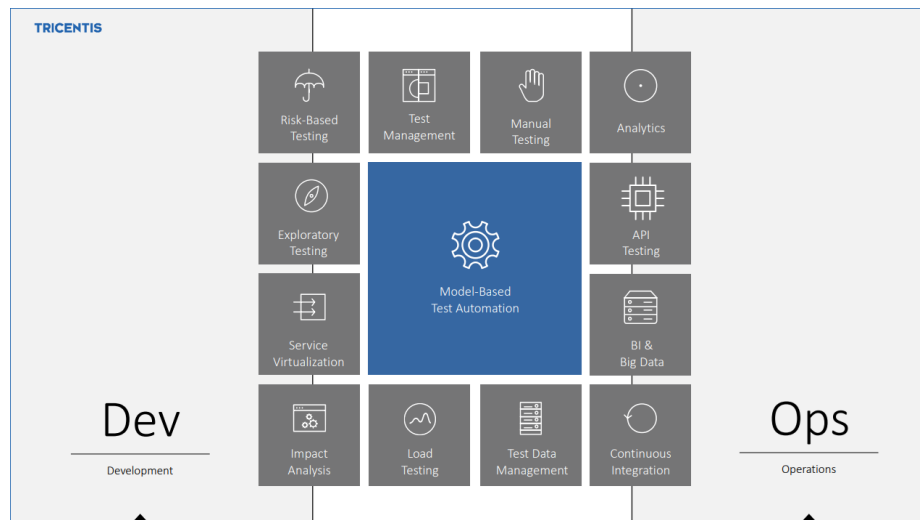 TRICENTIS
Risk-Based
Testing
Test
Management
Manual
Testing
Analytics
Exploratory
Testing
Model-Based
Test Automation
API
Testing
Service
Virtualization
BI &
Big Data
Dev
Development
Impact
Analysis
Load
Testing
Test Data
Management
Continuous
Integration
Ops
Operations